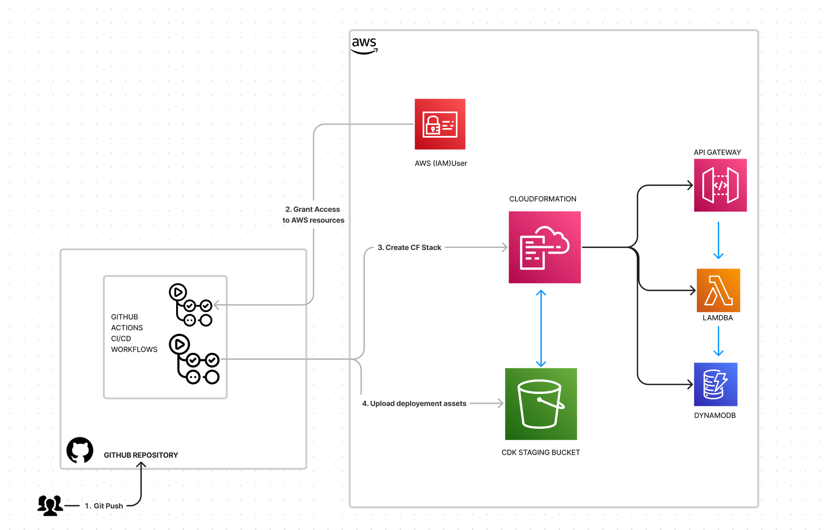 aws
AWS (IAM)User
API GATEWAY
CLOUDFORMATION
2. Grant Access
to AWS resources
3. Create CF Stack
GITHUB
ACTIONS
CI/CD
WORKFLOWS
LAMDBA
4. Upload deployement assets
DYNAMODB
CDK STAGING BUCKET
GITHUB REPOSITORY
1. Git Push